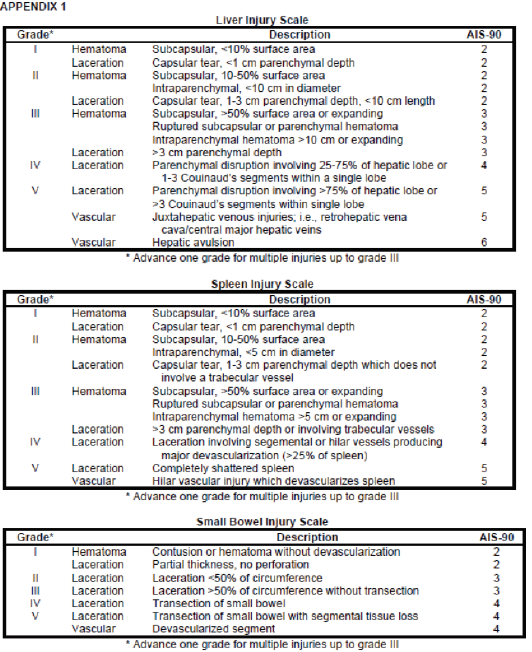 APPENDIX 1
Liver Injury Scale
Grade* Description AIS-90
I Hematoma Subcapsular, <10% surface area 2
Laceration Capsular tear, <1 cm parenchymal depth 2
II Hematoma Subcapsular, 10-50% surface area 2
Intraparenchymal, <10 cm in diameter 2
Laceration Capsular tear, 1-3 cm parenchymal depth, <10 cm length 2
III Hematoma Subcapsular, >50% surface area or expanding 3
Ruptured subcapsular or parenchymal hematoma 3
Intraparenchymal hematoma >10 cm or expanding 3
Laceration >3 cm parenchymal depth 3
IV Laceration Parenchymal disruption involving 25-75% of hepatic lobe or 4
1-3 Couinaud's segments within a single lobe
V Laceration Parenchymal disruption involving >75% of hepatic lobe or 5
>3 Couinaud's segments within single lobe
Vascular Juxtahepatic venous injuries; i.e., retrohepatic vena 5
cava/central major hepatic veins
Vascular Hepatic avulsion 6
* Advance one grade for multiple injuries up to grade III
Spleen Injury Scale
Grade* Description AIS-90
I Hematoma Subcapsular, <10% surface area 2
Laceration Capsular tear, <1 cm parenchymal depth 2
II Hematoma Subcapsular, 10-50% surface area 2
Intraparenchymal, <5 cm in diameter 2
Laceration Capsular tear, 1-3 cm parenchymal depth which does not 2
involve a trabecular vessel
III Hematoma Subcapsular, >50% surface area or expanding 3
Ruptured subcapsular or parenchymal hematoma 3
Intraparenchymal hematoma >5 cm or expanding 3
Laceration >3 cm parenchymal depth or involving trabecular vessels 3
IV Laceration Laceration involving segemental or hilar vessels producing 4
major devascularization (>25% of spleen)
V Laceration Completely shattered spleen 5
Vascular Hilar vascular injury which devascularizes spleen 5
* Advance one grade for multiple injuries up to grade III
Small Bowel Injury Scale
Grade* Description AIS-90
I Hematoma Contusion or hematoma without devascularization 2
Laceration Partial thickness, no perforation 2
II Laceration Laceration <50% of circumference 3
III Laceration Laceration >50% of circumference without transection 3
IV Laceration Transection of small bowel 4
V Laceration Transection of small bowel with segmental tissue loss 4
Vascular Devascularized segment 4
* Advance one grade for multiple injuries up to grade III